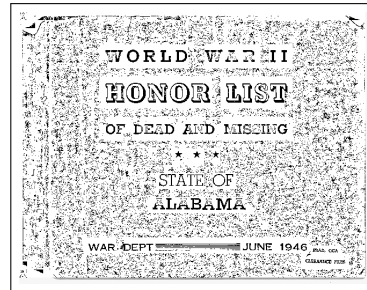 WORLD WAR II
HONOR LIST
OF DEAD AND MISSING
★ ★ ★
STATE OF
ALABAMA
WAR DEPT JUNE 1946